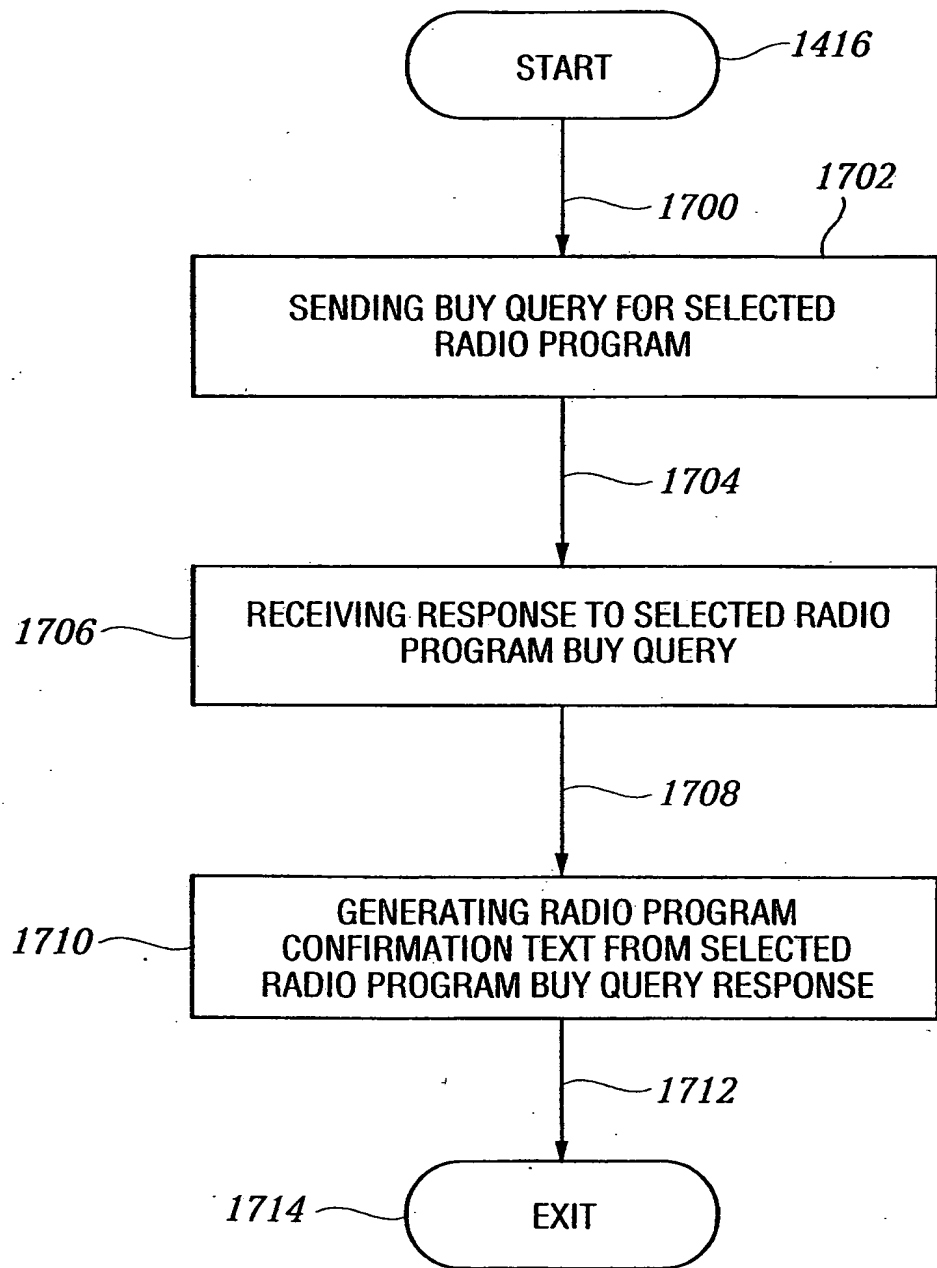 START
1416
1700
1702
SENDING BUY QUERY FOR SELECTED
RADIO PROGRAM
1704
1706
RECEIVING RESPONSE TO SELECTED RADIO
PROGRAM BUY QUERY
1708
1710
GENERATING RADIO PROGRAM
CONFIRMATION TEXT FROM SELECTED
RADIO PROGRAM BUY QUERY RESPONSE
1712
1714
EXIT